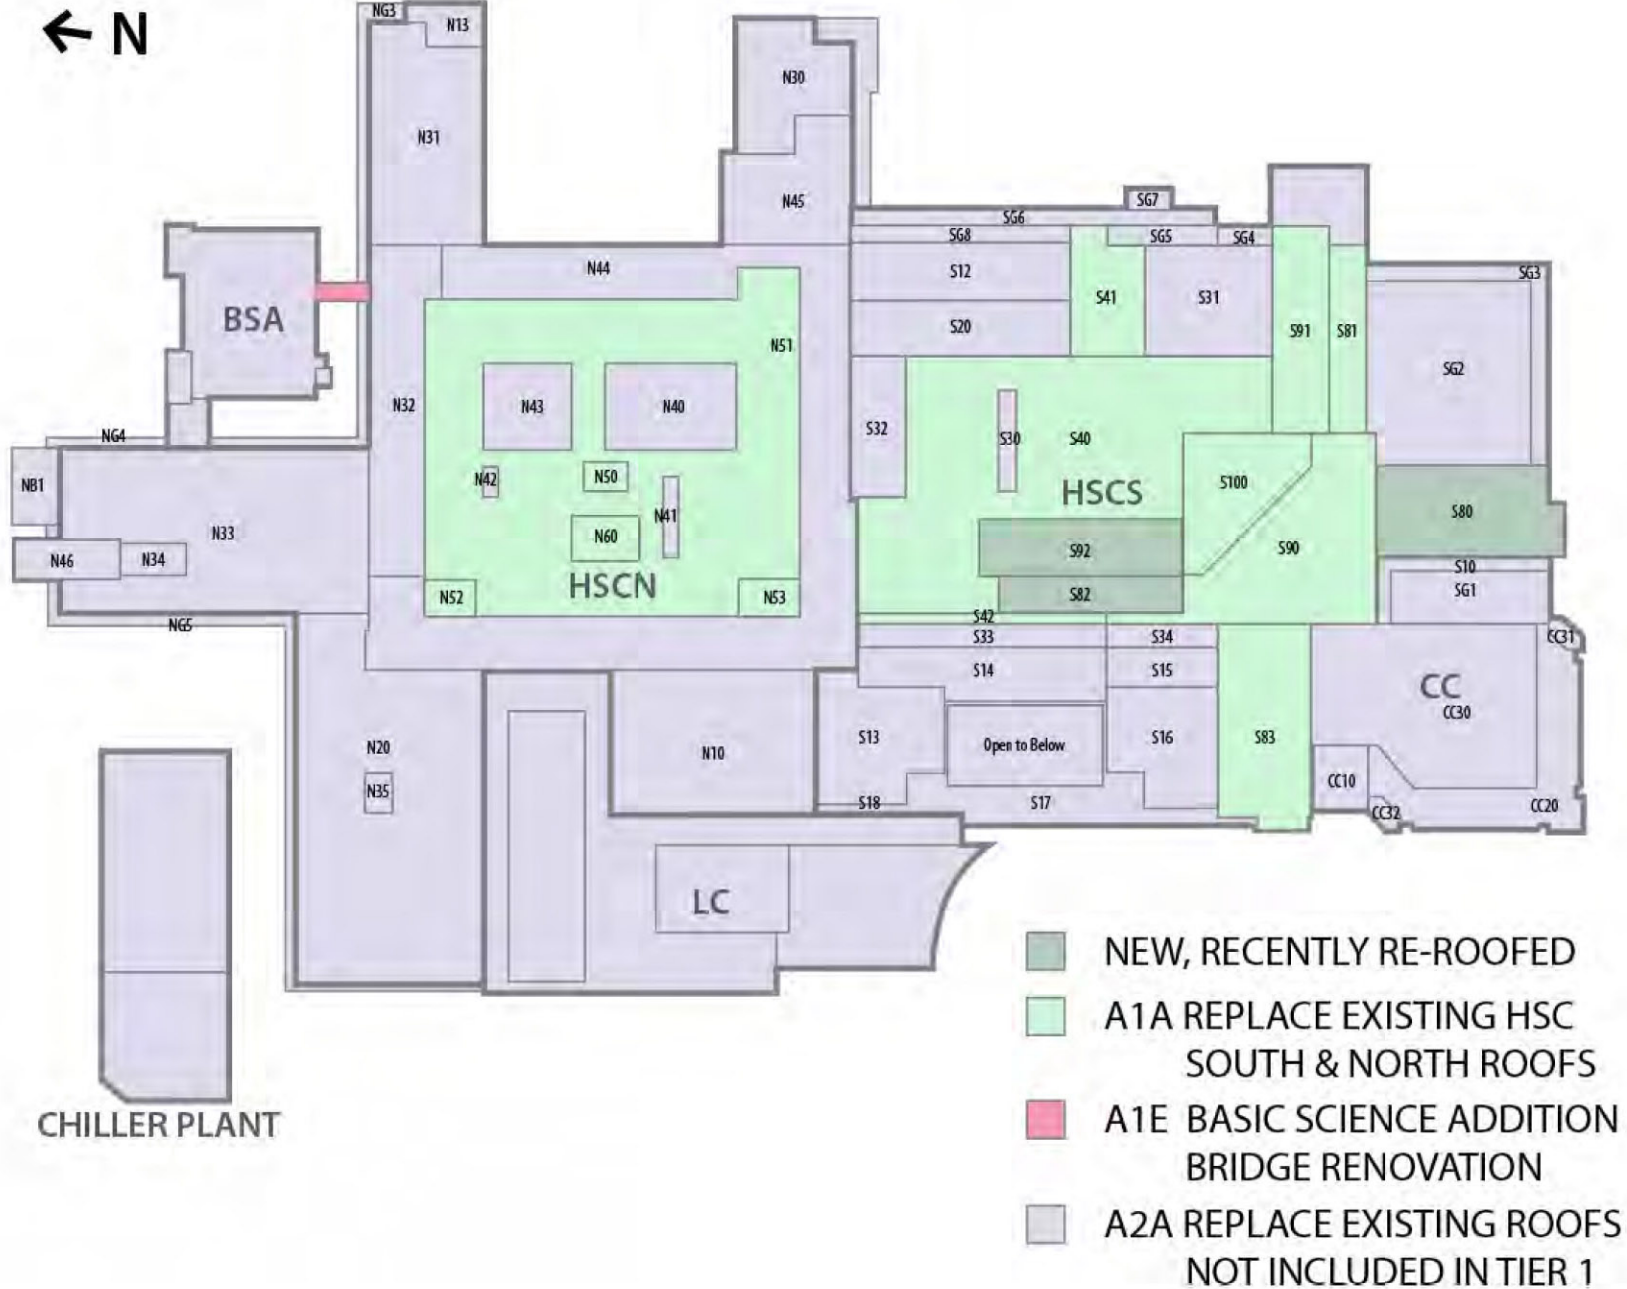 N
NG3
N13
N31
N30
N45
SG7
SG6
SG8
SG5
SG4
S12
S41
S31
S20
S91
S81
SG3
SG2
N44
BSA
N51
N32
N43
N40
NG4
N42
N50
N41
N60
HSCN
N52
N53
NB1
N33
N46
N34
NG5
S32
S30
S40
HSCS
S100
S92
S90
S80
S82
S10
SG1
S42
S33
S34
S14
S15
S13
Open to Below
S16
S83
S18
S17
CC31
CC
CC30
CC10
CC32
CC20
N20
N35
N10
LC
CHILLER PLANT
NEW, RECENTLY RE-ROOFED
A1A REPLACE EXISTING HSC
SOUTH & NORTH ROOFS
A1E BASIC SCIENCE ADDITION
BRIDGE RENOVATION
A2A REPLACE EXISTING ROOFS
NOT INCLUDED IN TIER 1